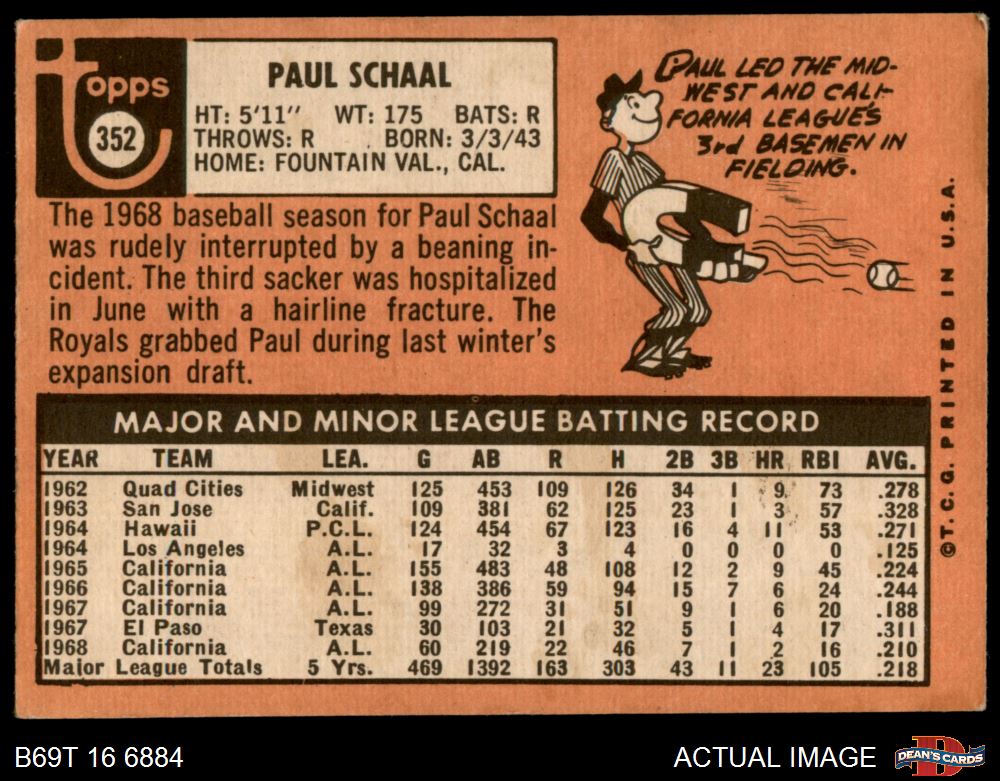 Topps
352
PAUL SCHAAL
HT: 5'11" WT: 175 BATS: R
THROWS: R BORN: 3/3/43
HOME: FOUNTAIN VAL., CAL.
PAUL LED THE MID-
WEST AND CALI-
FORNIA LEAGUE'S
3rd BASEMEN IN
FIELDING.
The 1968 baseball season for Paul Schaal
was rudely interrupted by a beaning in-
cident. The third sacker was hospitalized
in June with a hairline fracture. The
Royals grabbed Paul during last winter's
expansion draft.
MAJOR AND MINOR LEAGUE BATTING RECORD
YEAR TEAM LEA. G AB R H 2B 3B HR RBI AVG.
1962 Quad Cities Midwest 125 453 109 126 34 1 9 73 .278
1963 San Jose Calif. 109 381 62 125 23 1 3 57 .328
1964 Hawaii P.C.L. 124 454 67 123 16 4 11 53 .271
1964 Los Angeles A.L. 17 32 3 4 0 0 0 0 .125
1965 California A.L. 155 483 48 108 12 2 9 45 .224
1966 California A.L. 138 386 59 94 15 7 6 24 .244
1967 California A.L. 99 272 31 51 9 1 6 20 .188
1967 El Paso Texas 30 103 21 32 5 1 4 17 .311
1968 California A.L. 60 219 22 46 7 1 2 16 .210
Major League Totals 5 Yrs. 469 1392 163 303 43 11 23 105 .218
©T. C. G. PRINTED IN U.S.A.
B69T 16 6884
ACTUAL IMAGE
D
DEAN'S CARDS